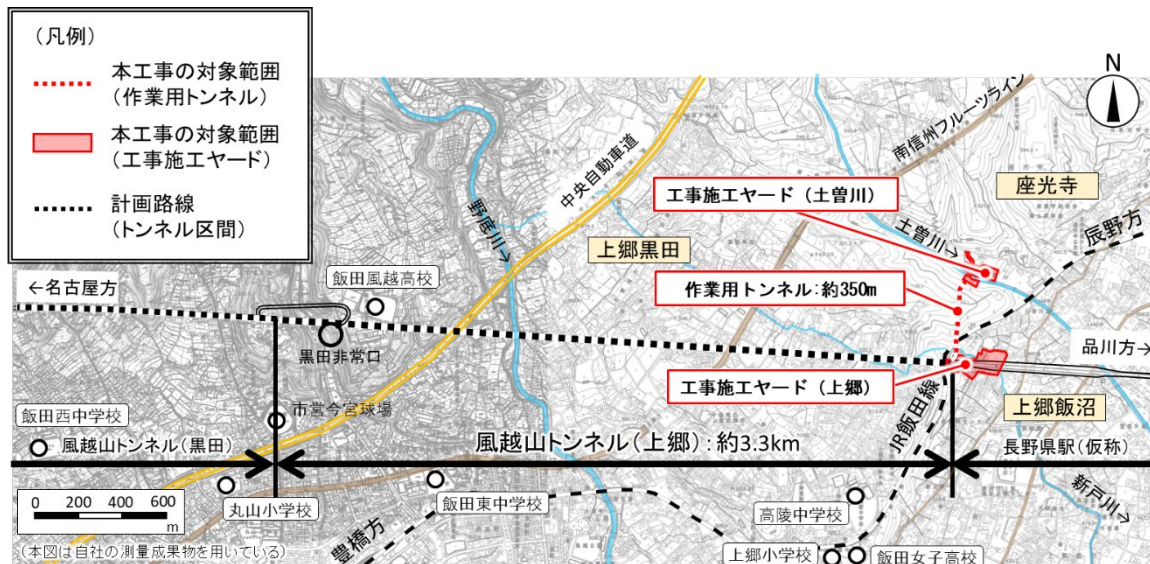 (凡例)
本工事の対象範囲
(作業用トンネル)
本工事の対象範囲
(工事施工ヤード)
計画路線
(トンネル区間)
N
南信州フルーツライン
座光寺
工事施工ヤード(土曽川)
中央自動車道
野底川→
上郷黒田
土曽川→
辰野方
飯田風越高校
←名古屋方
作業用トンネル:約350m
黒田非常口
品川方→
工事施工ヤード(上郷)
飯田西中学校
市営今宮球場
JR飯田線
上郷飯沼
風越山トンネル(黒田)
風越山トンネル(上郷):約3.3km
長野県駅(仮称)
0 200 400 600
m
丸山小学校
飯田東中学校
高陵中学校
新戸川→
豊橋方
上郷小学校
飯田女子高校
(本図は自社の測量成果物を用いている)